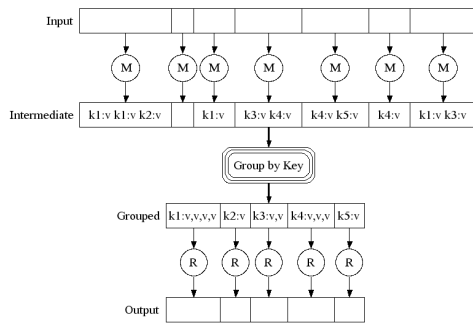 Input
M M M M M M M
Intermediate k1:v k1:v k2:v k1:v k3:v k4:v k4:v k5:v k4:v k1:v k3:v
Group by Key
Grouped k1:v,v,v,v k2:v k3:v,v k4:v,v,v k5:v
R R R R R
Output